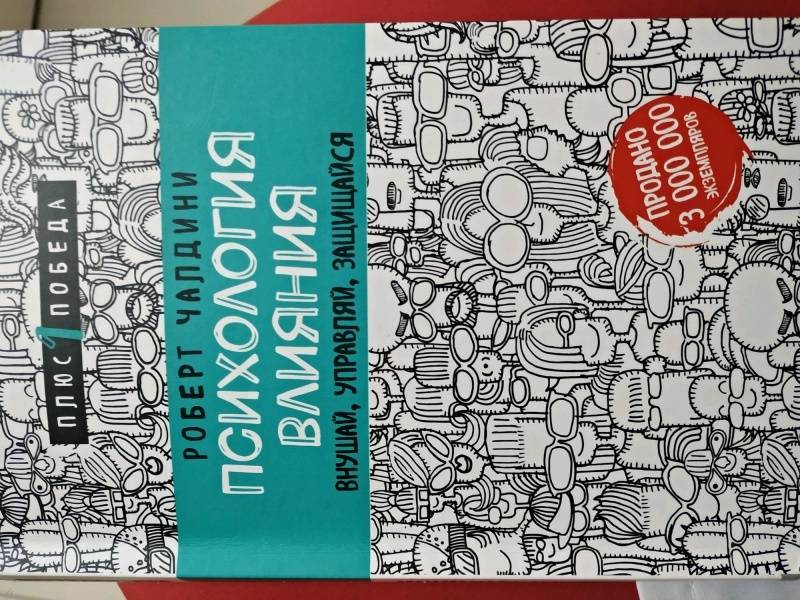 ПЛЮС 1 ПОБЕДА
РОБЕРТ ЧАЛДИНИ
ПСИХОЛОГИЯ
ВЛИЯНИЯ
ВНУШАЙ, УПРАВЛЯЙ, ЗАЩИЩАЙСЯ
ПРОДАНО
3 000 000
ЭКЗЕМПЛЯРОВ